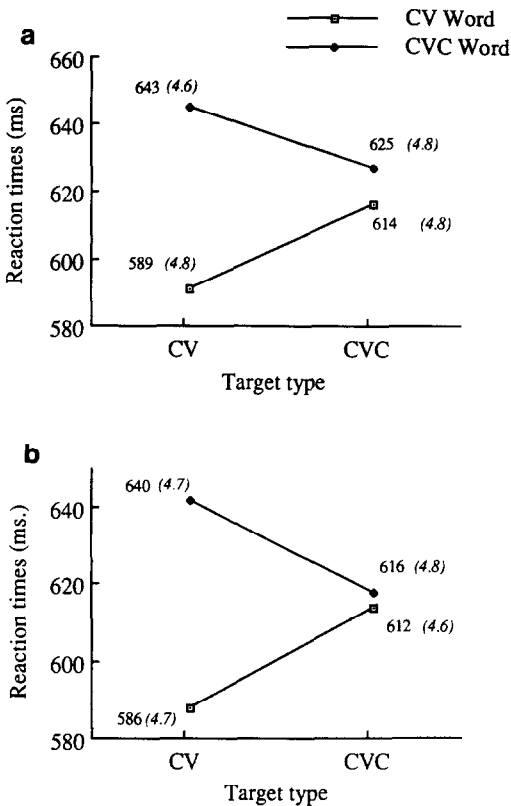 CV Word
CVC Word
a
660
640
620
600
580
Reaction times (ms)
643 (4.6)
625 (4.8)
614 (4.8)
589 (4.8)
CV
CVC
Target type
b
640
620
600
580
Reaction times (ms.)
640 (4.7)
616 (4.8)
612 (4.6)
586 (4.7)
CV
CVC
Target type